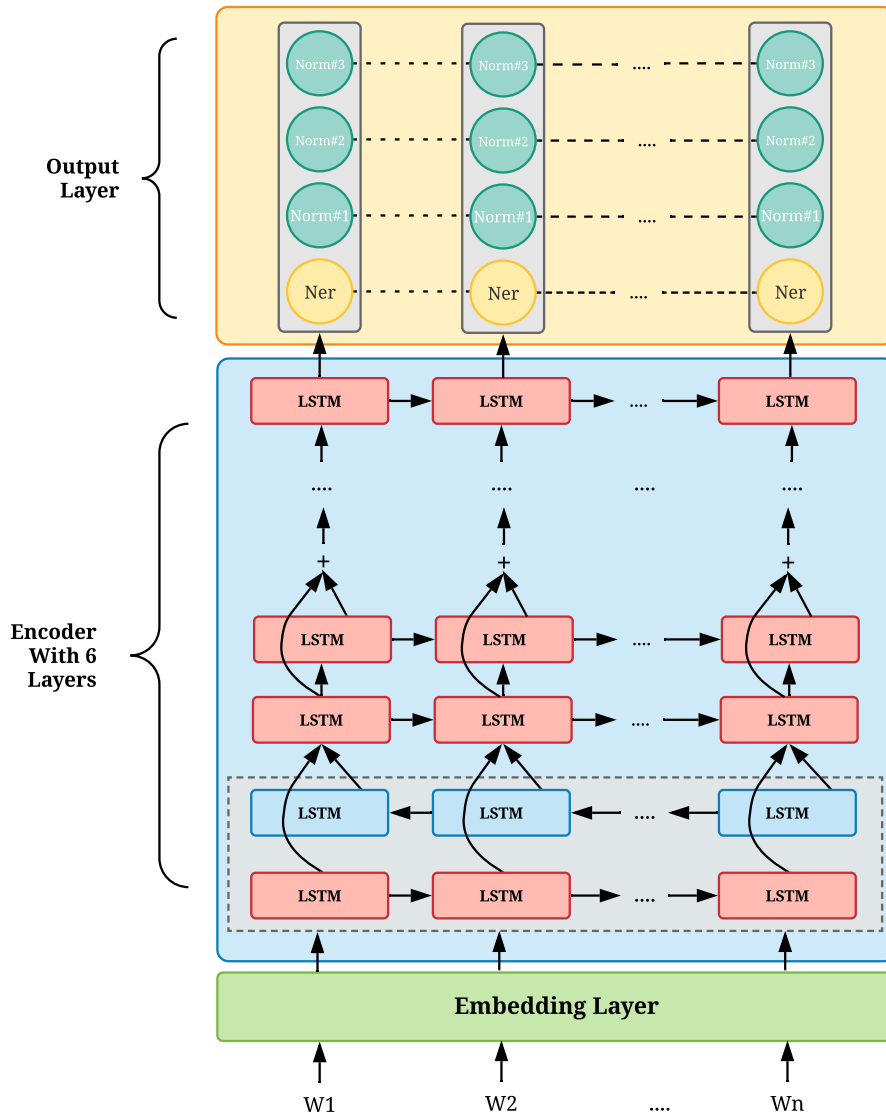 Norm#3 Norm#3 .... Norm#3
Norm#2 Norm#2 .... Norm#2
Output
Layer
Norm#1 Norm#1 .... Norm#1
Ner Ner .... Ner
LSTM LSTM .... LSTM
.... .... .... ....
+ + +
Encoder
With 6
Layers
LSTM LSTM .... LSTM
LSTM LSTM .... LSTM
LSTM LSTM .... LSTM
LSTM LSTM .... LSTM
Embedding Layer
W1 W2 .... Wn